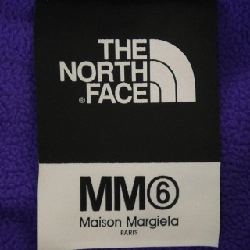 THE
NORTH
FACE
MM⑥
Maison Margiela
PARIS